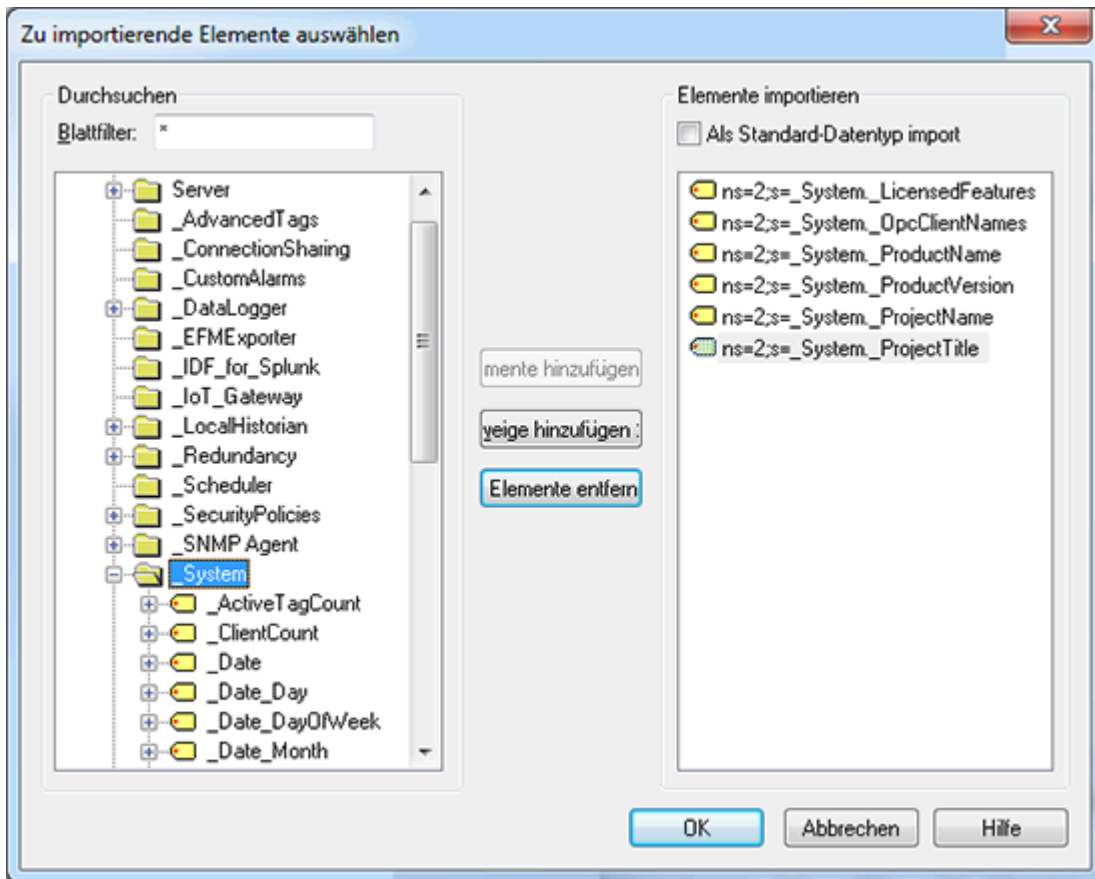 Zu importierende Elemente auswählen
Durchsuchen
Blattfilter: *
Server
_AdvancedTags
_ConnectionSharing
_CustomAlarms
_DataLogger
_EFMExporter
_IDF_for_Splunk
_IoT_Gateway
_LocalHistorian
_Redundancy
_Scheduler
_SecurityPolicies
_SNMP Agent
_System
_ActiveTagCount
_ClientCount
_Date
_Date_Day
_Date_DayOfWeek
_Date_Month
mente hinzufügen
veige hinzufügen :
Elemente entfern
Elemente importieren
Als Standard-Datentyp import
ns=2;s=_System._LicensedFeatures
ns=2;s=_System._OpcClientNames
ns=2;s=_System._ProductName
ns=2;s=_System._ProductVersion
ns=2;s=_System._ProjectName
ns=2;s=_System._ProjectTitle
OK
Abbrechen
Hilfe